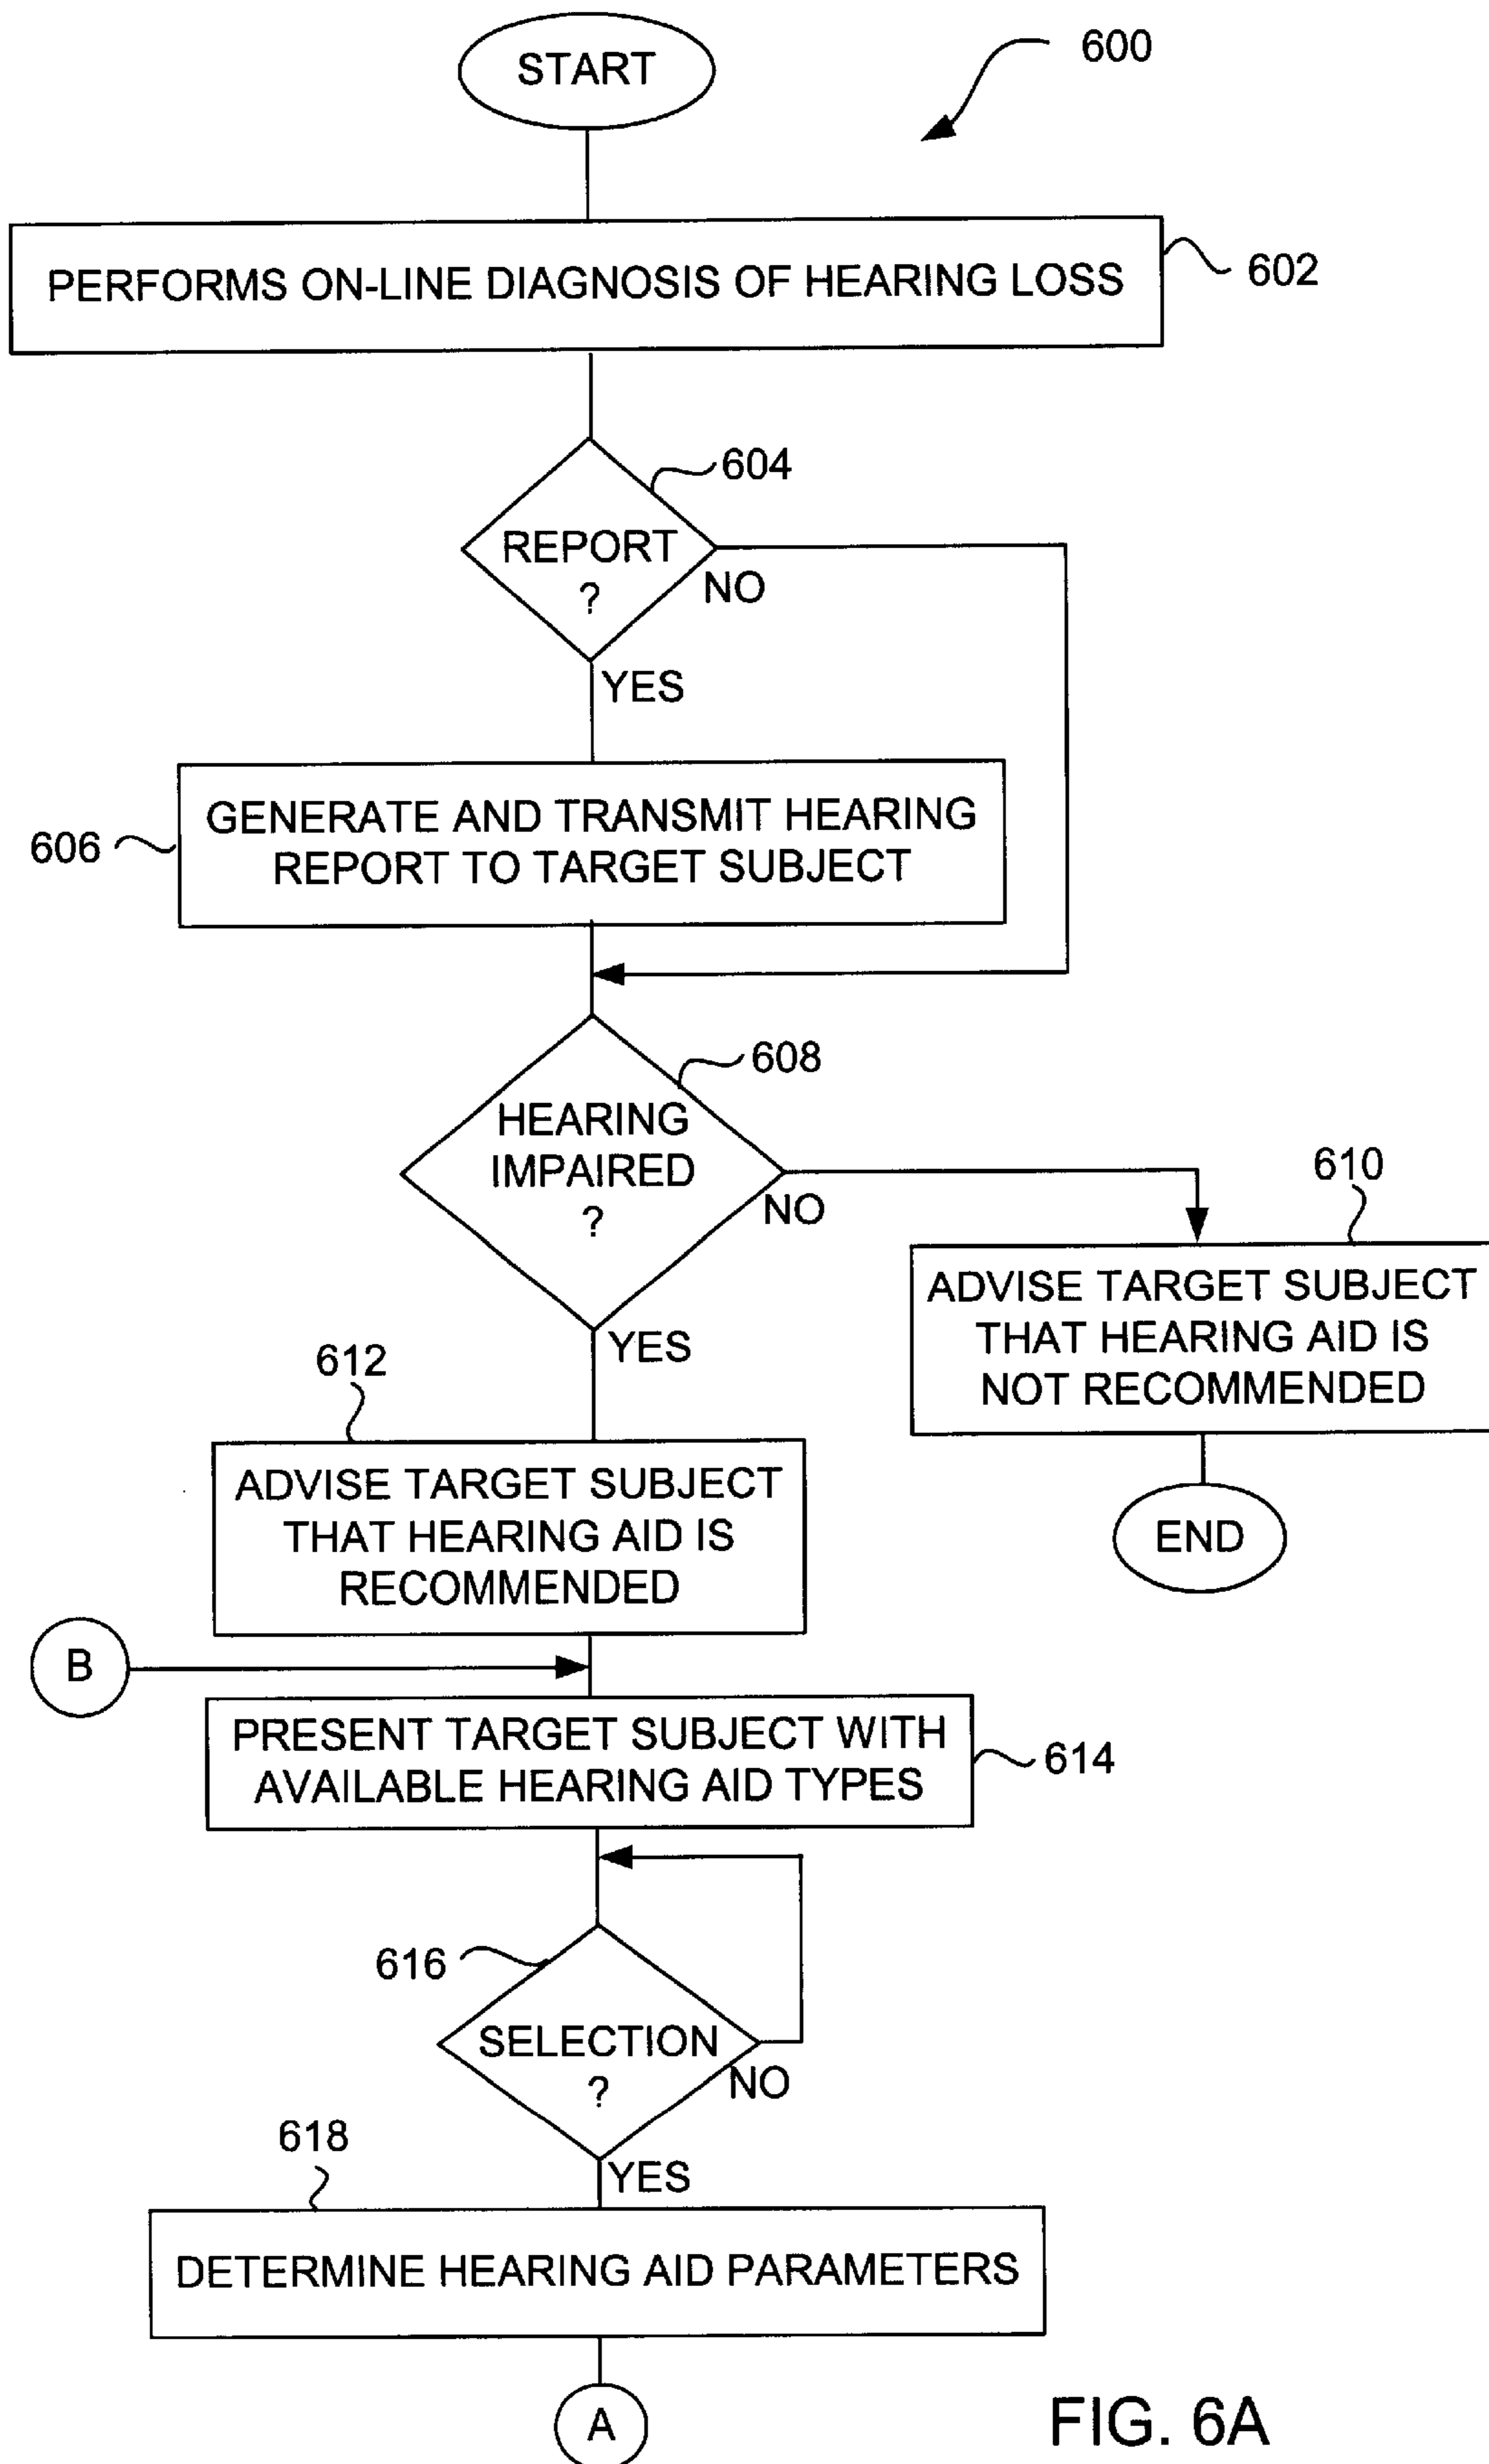 START
600
PERFORMS ON-LINE DIAGNOSIS OF HEARING LOSS
602
604
REPORT
?
NO
YES
606
GENERATE AND TRANSMIT HEARING
REPORT TO TARGET SUBJECT
608
HEARING
IMPAIRED
?
NO
YES
610
ADVISE TARGET SUBJECT
THAT HEARING AID IS
NOT RECOMMENDED
END
612
ADVISE TARGET SUBJECT
THAT HEARING AID IS
RECOMMENDED
B
PRESENT TARGET SUBJECT WITH
AVAILABLE HEARING AID TYPES
614
616
SELECTION
?
NO
YES
618
DETERMINE HEARING AID PARAMETERS
A
FIG. 6A